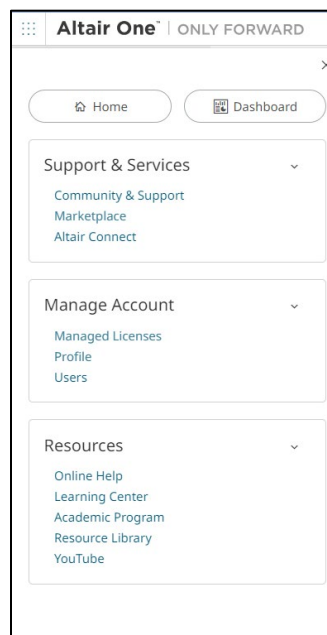 Altair One™ | ONLY FORWARD
Home
Dashboard
Support & Services
Community & Support
Marketplace
Altair Connect
Manage Account
Managed Licenses
Profile
Users
Resources
Online Help
Learning Center
Academic Program
Resource Library
YouTube